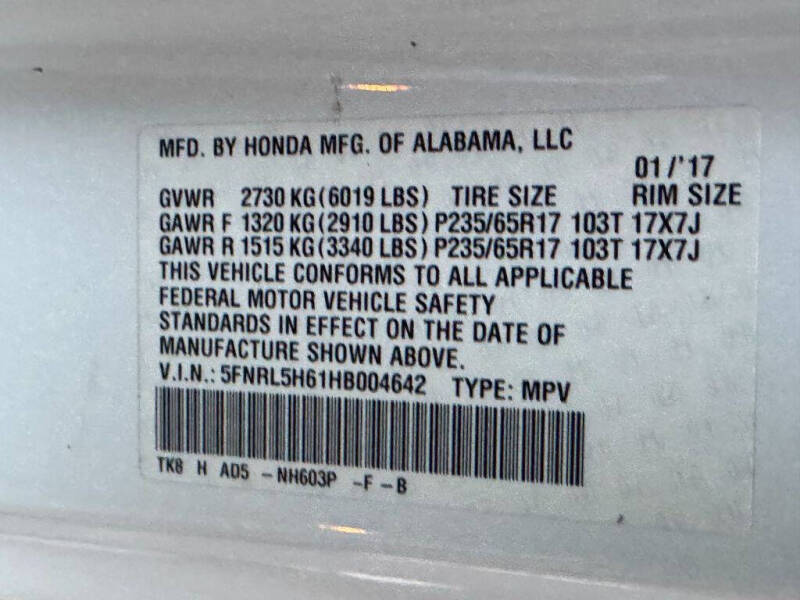 MFD. BY HONDA MFG. OF ALABAMA, LLC
01/'17
GVWR 2730 KG(6019 LBS) TIRE SIZE RIM SIZE
GAWR F 1320 KG(2910 LBS) P235/65R17 103T 17X7J
GAWR R 1515 KG(3340 LBS) P235/65R17 103T 17X7J
THIS VEHICLE CONFORMS TO ALL APPLICABLE
FEDERAL MOTOR VEHICLE SAFETY
STANDARDS IN EFFECT ON THE DATE OF
MANUFACTURE SHOWN ABOVE.
V.I.N.: 5FNRL5H61HB004642 TYPE: MPV
TK8 H AD5 - NH603P - F - B